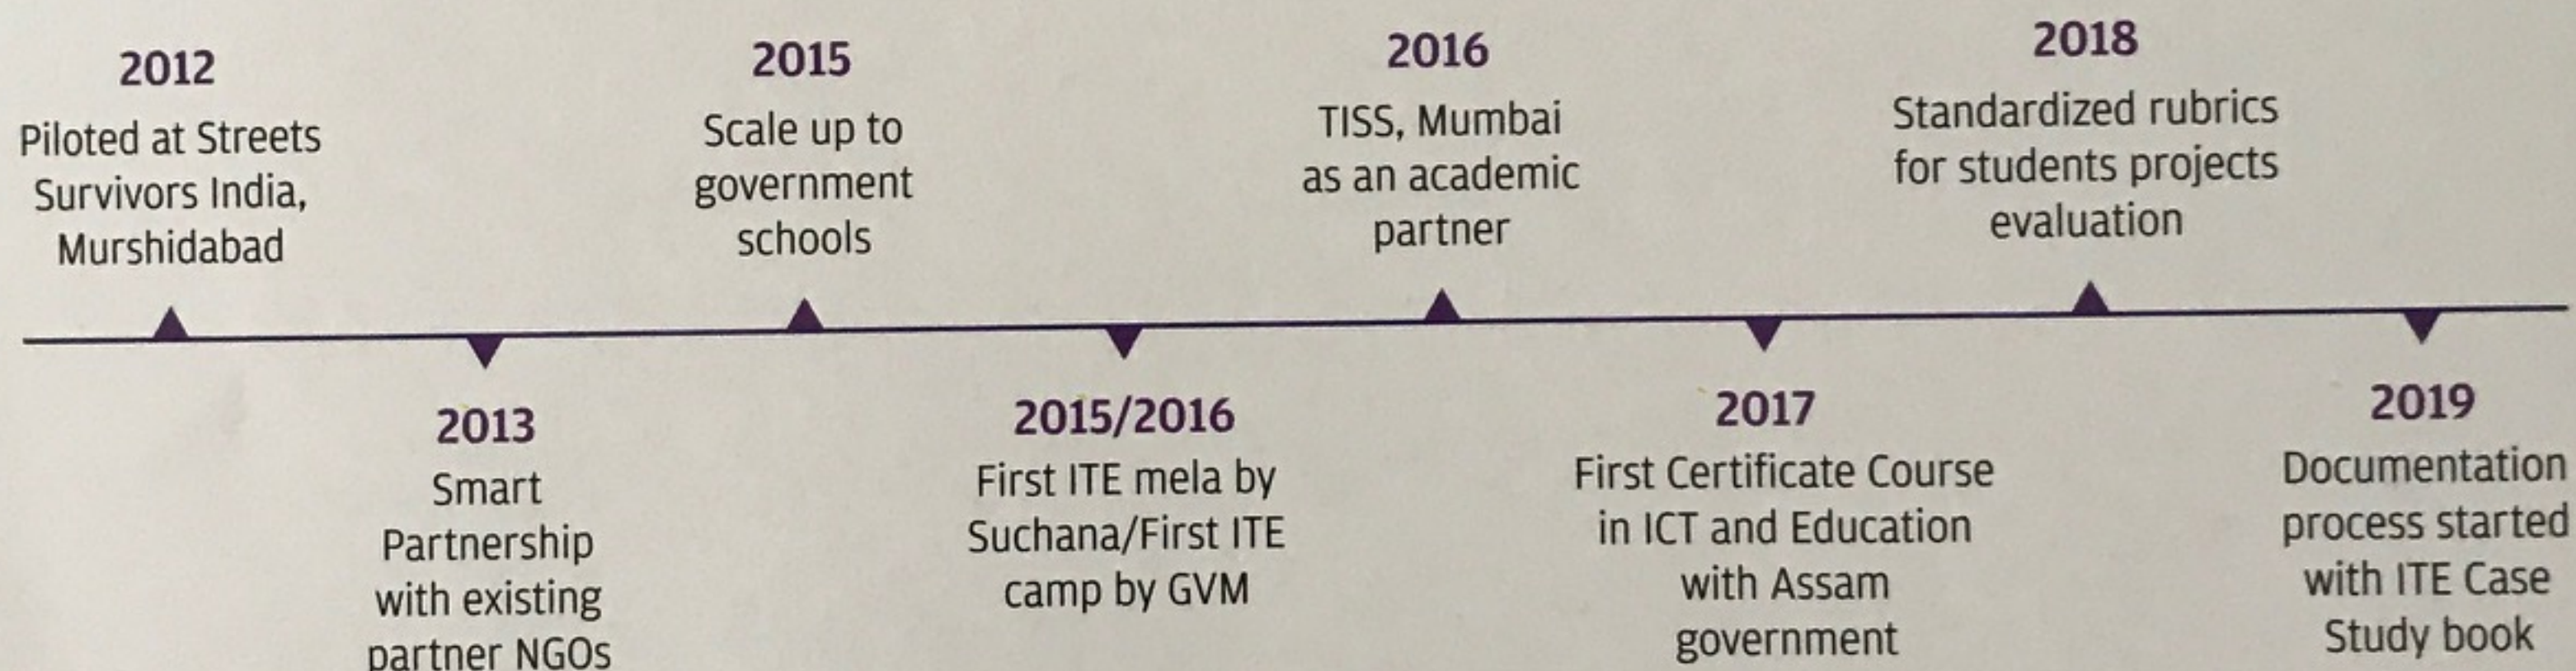 2012
Piloted at Streets
Survivors India,
Murshidabad
2013
Smart
Partnership
with existing
partner NGOs
2015
Scale up to
government
schools
2015/2016
First ITE mela by
Suchana/First ITE
camp by GVM
2016
TISS, Mumbai
as an academic
partner
2017
First Certificate Course
in ICT and Education
with Assam
government
2018
Standardized rubrics
for students projects
evaluation
2019
Documentation
process started
with ITE Case
Study book